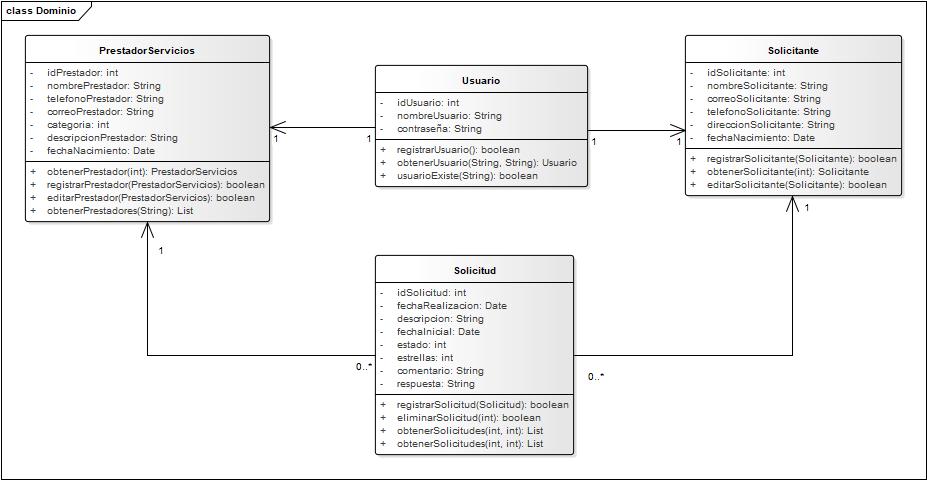 class Dominio
PrestadorServicios
- idPrestador: int
- nombrePrestador: String
- telefonoPrestador: String
- correoPrestador: String
- categoria: int
- descripcionPrestador: String
- fechaNacimiento: Date
+ obtenerPrestador(int): PrestadorServicios
+ registrarPrestador(PrestadorServicios): boolean
+ editarPrestador(PrestadorServicios): boolean
+ obtenerPrestadores(String): List
Usuario
- idUsuario: int
- nombreUsuario: String
- contraseña: String
+ registrarUsuario(): boolean
+ obtenerUsuario(String, String): Usuario
+ usuarioExiste(String): boolean
Solicitante
- idSolicitante: int
- nombreSolicitante: String
- correoSolicitante: String
- telefonoSolicitante: String
- direccionSolicitante: String
- fechaNacimiento: Date
+ registrarSolicitante(Solicitante): boolean
+ obtenerSolicitante(int): Solicitante
+ editarSolicitante(Solicitante): boolean
1
1
1
1
1
1
Solicitud
- idSolicitud: int
- fechaRealizacion: Date
- descripcion: String
- fechaInicial: Date
- estado: int
- estrellas: int
- comentario: String
- respuesta: String
+ registrarSolicitud(Solicitud): boolean
+ eliminarSolicitud(int): boolean
+ obtenerSolicitudes(int, int): List
+ obtenerSolicitudes(int, int): List
0..*
0..*